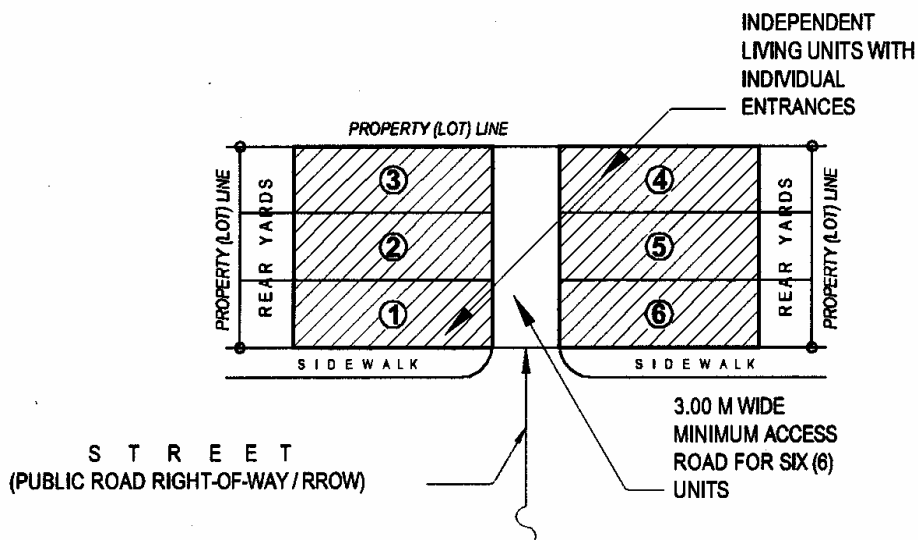 INDEPENDENT
LIVING UNITS WITH
INDIVIDUAL
ENTRANCES
PROPERTY (LOT) LINE
PROPERTY (LOT) LINE
REAR YARDS
3
2
1
4
5
6
REAR YARDS
PROPERTY (LOT) LINE
SIDEWALK
SIDEWALK
STREET
(PUBLIC ROAD RIGHT-OF-WAY / RROW)
3.00 M WIDE
MINIMUM ACCESS
ROAD FOR SIX (6)
UNITS